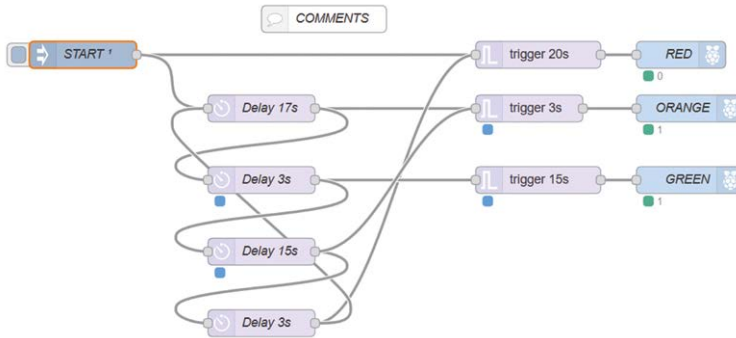 COMMENTS
START ¹
trigger 20s
RED
0
Delay 17s
trigger 3s
ORANGE
1
Delay 3s
trigger 15s
GREEN
1
Delay 15s
Delay 3s